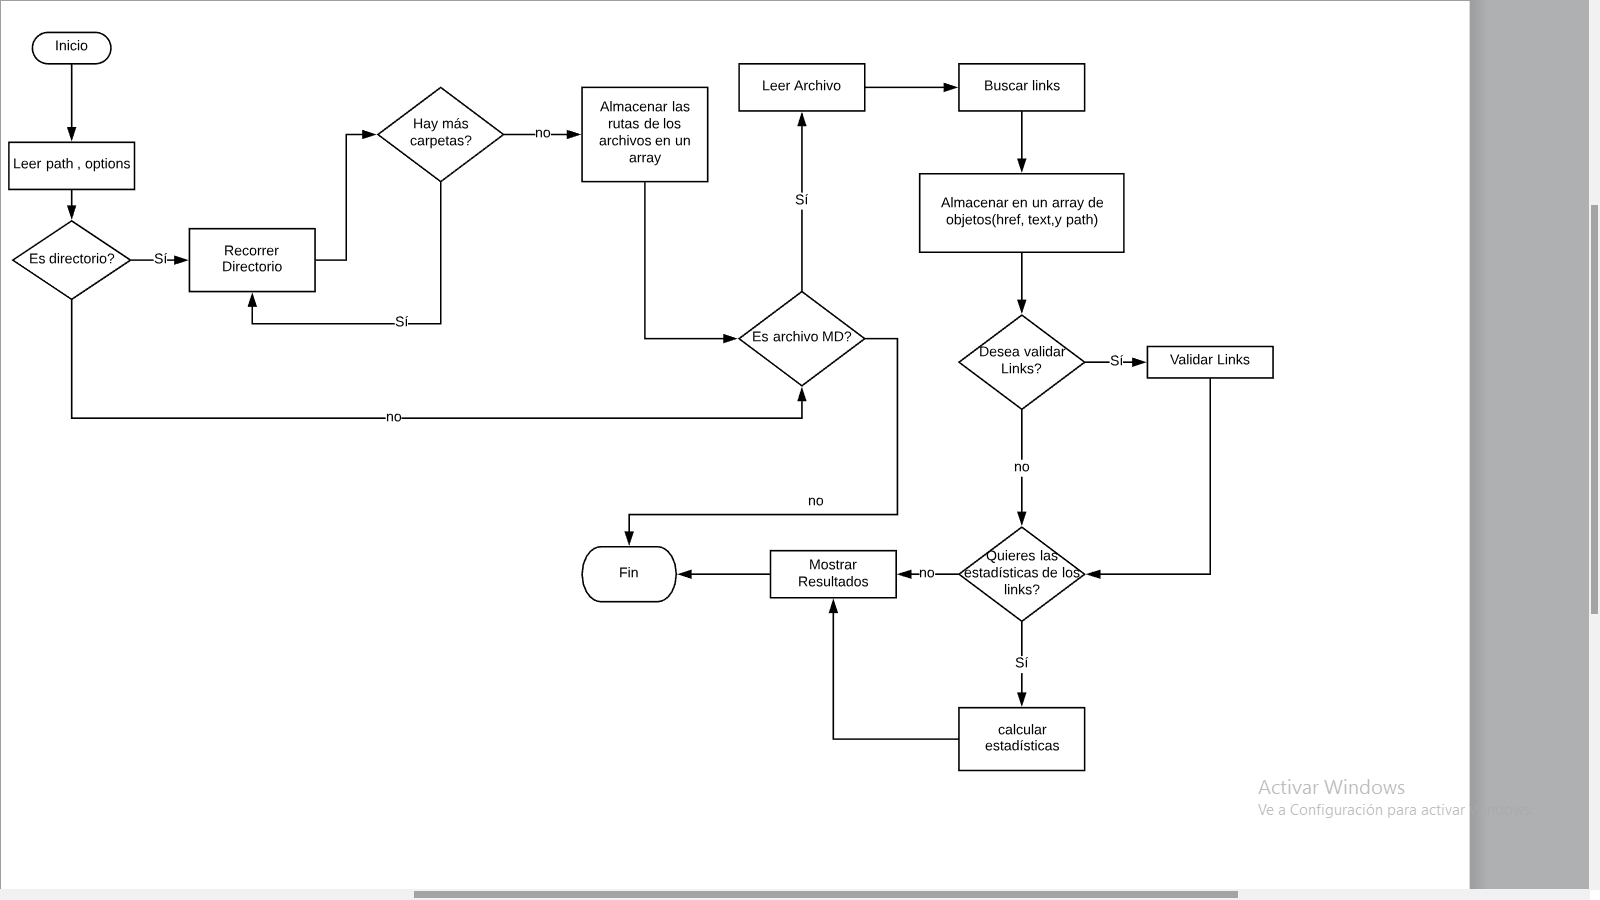 Inicio
Leer path , options
Es directorio?
Sí
Recorrer
Directorio
Hay más
carpetas?
Sí
no
Almacenar las
rutas de los
archivos en un
array
no
Es archivo MD?
Sí
Leer Archivo
Buscar links
Almacenar en un array de
objetos(href, text,y path)
Desea validar
Links?
Sí
Validar Links
no
Quieres las
estadísticas de los
links?
no
Mostrar
Resultados
Sí
calcular
estadísticas
no
Fin
Activar Windows
Ve a Configuración para activar Windows.